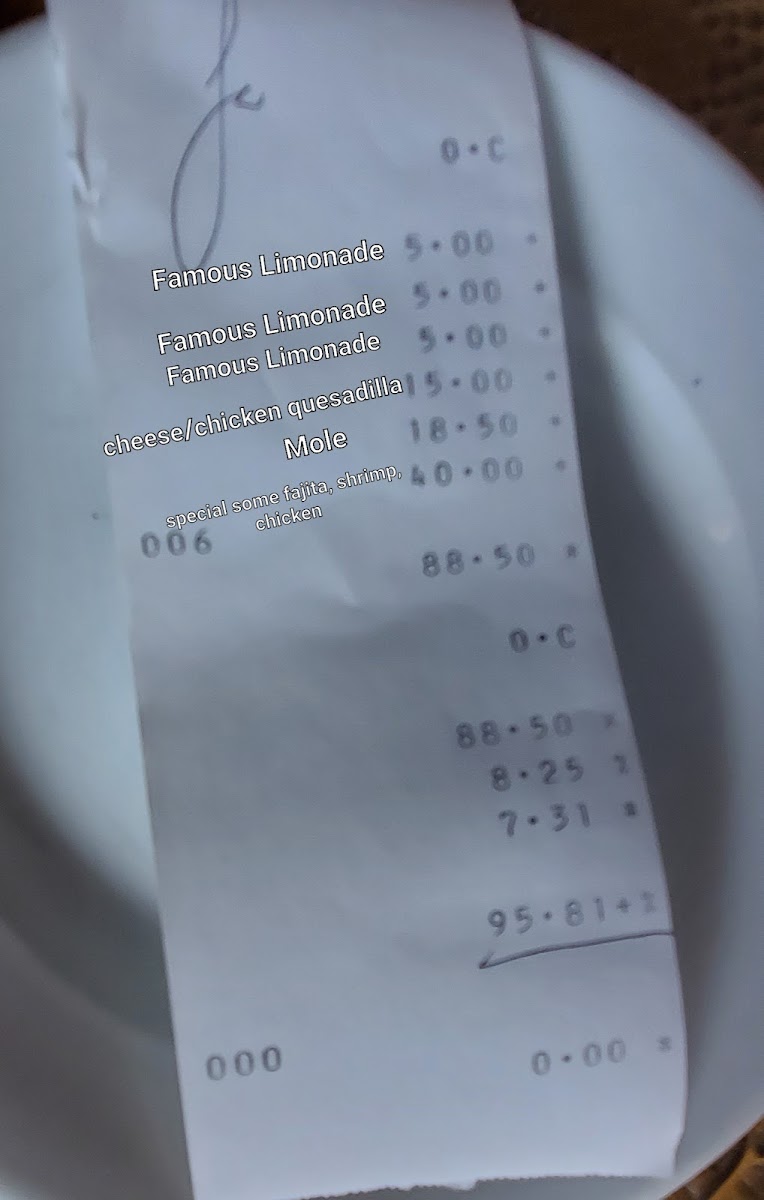 0•C
Famous Limonade 5•00 *
Famous Limonade 5•00 *
Famous Limonade 5•00 *
cheese/chicken quesadilla 15•00 *
Mole 18•50 *
special some fajita, shrimp, 40•00 *
chicken
006
88•50 *
0•C
88•50 ×
8•25 %
7•31 *
95•81+%
000 0•00 *